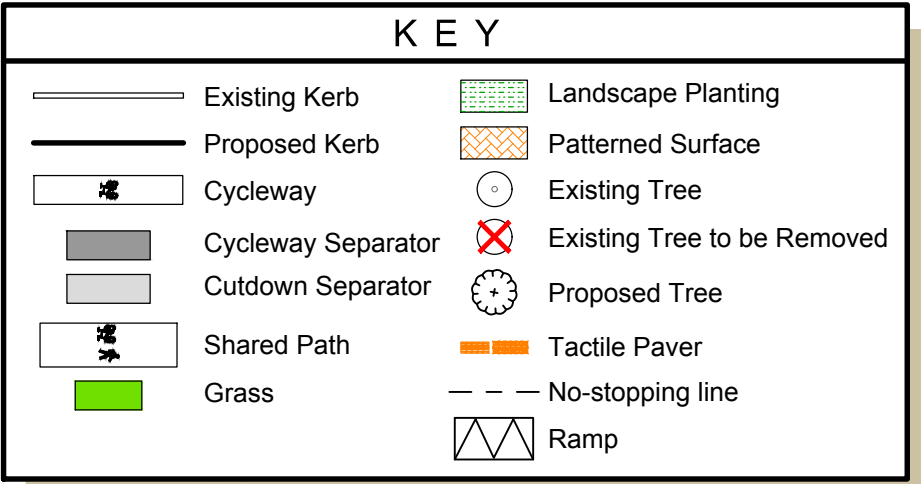 KEY
Existing Kerb
Proposed Kerb
Cycleway
Cycleway Separator
Cutdown Separator
Shared Path
Grass
Landscape Planting
Patterned Surface
Existing Tree
Existing Tree to be Removed
Proposed Tree
Tactile Paver
No-stopping line
Ramp